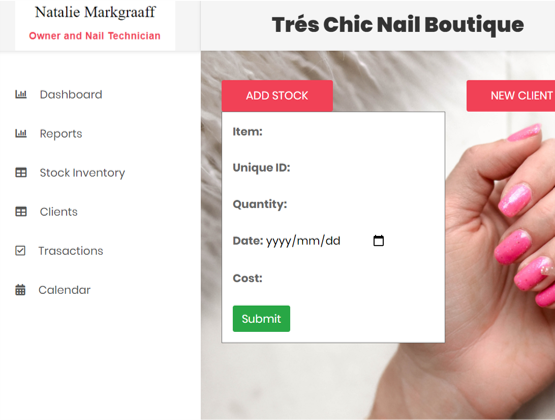 Natalie Markgraaff
Owner and Nail Technician
Trés Chic Nail Boutique
Dashboard
Reports
Stock Inventory
Clients
Trasactions
Calendar
ADD STOCK
NEW CLIENT
Item:
Unique ID:
Quantity:
Date: yyyy/mm/dd
Cost:
Submit